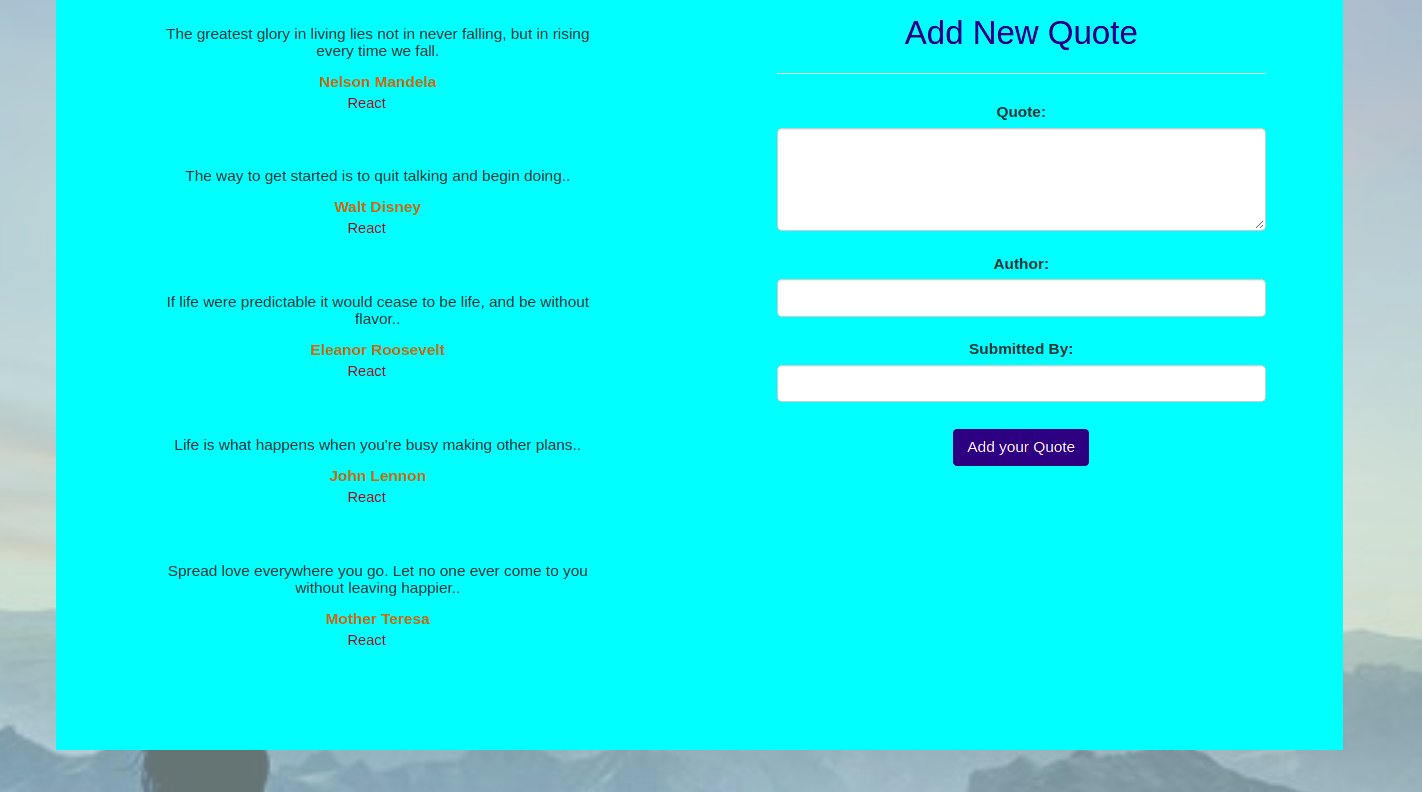 The greatest glory in living lies not in never falling, but in rising
every time we fall.
Nelson Mandela
React
The way to get started is to quit talking and begin doing..
Walt Disney
React
If life were predictable it would cease to be life, and be without
flavor..
Eleanor Roosevelt
React
Life is what happens when you're busy making other plans..
John Lennon
React
Spread love everywhere you go. Let no one ever come to you
without leaving happier..
Mother Teresa
React
Add New Quote
Quote:
Author:
Submitted By:
Add your Quote